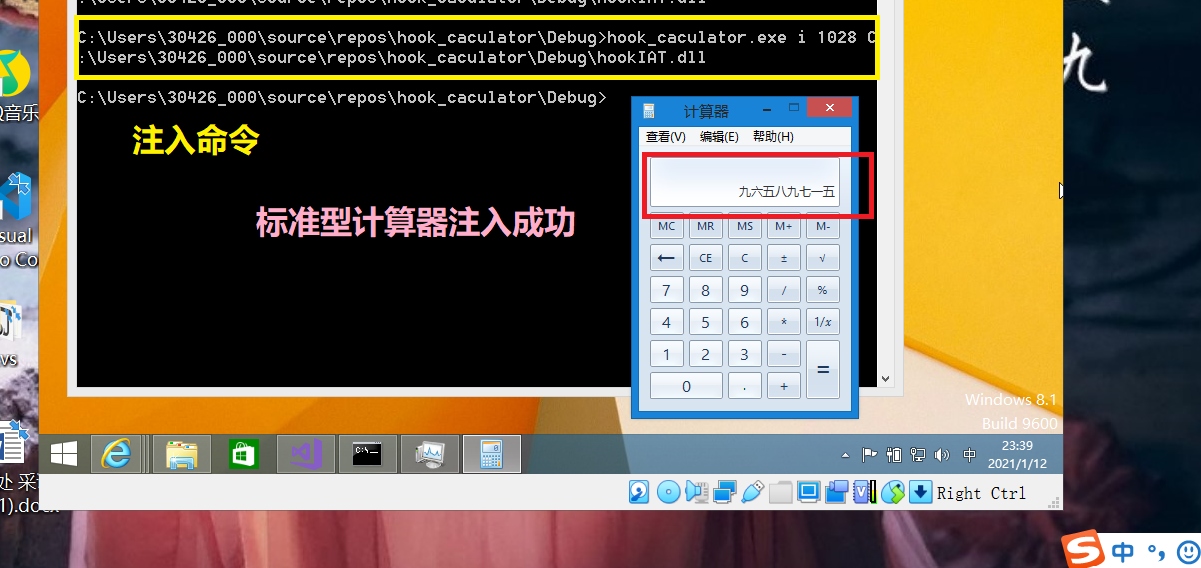 :\Users\30426_000\source\repos\hook_caculator\Debug\hookIAT.dll
C:\Users\30426_000\source\repos\hook_caculator\Debug>hook_caculator.exe i 1028 C
:\Users\30426_000\source\repos\hook_caculator\Debug\hookIAT.dll
C:\Users\30426_000\source\repos\hook_caculator\Debug>
注入命令
标准型计算器注入成功
计算器
查看(V) 编辑(E) 帮助(H)
九六五八九七一五
MC MR MS M+ M-
← CE C ± √
7 8 9 / %
4 5 6 * 1/x
1 2 3 - =
0 . +
九
音乐
sual
o Co
vs
1).docx
Windows 8.1
Build 9600
C:\_
中
23:39
2021/1/12
Right Ctrl
S 中 °,